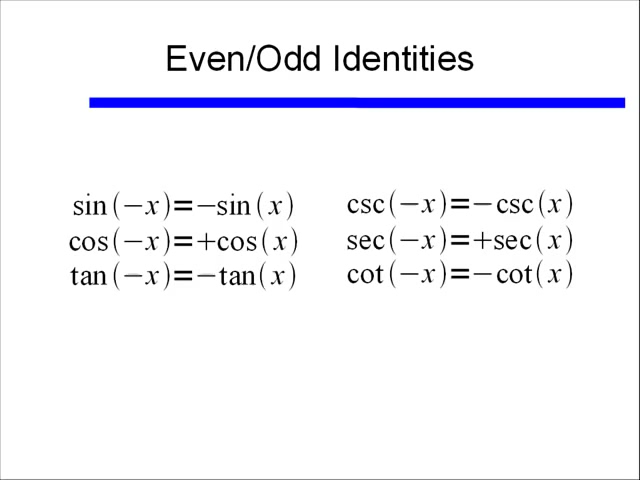 Even/Odd Identities
sin(−x)=−sin(x)
cos(−x)=+cos(x)
tan(−x)=−tan(x)
csc(−x)=−csc(x)
sec(−x)=+sec(x)
cot(−x)=−cot(x)